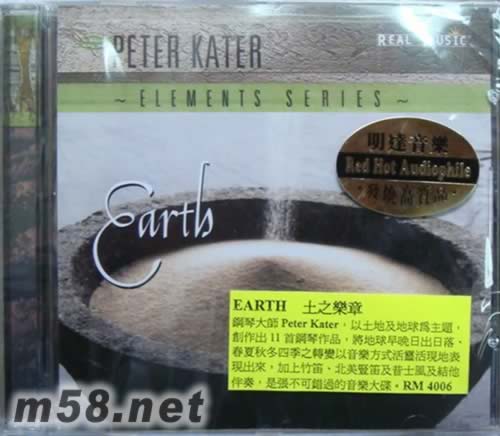 PETER KATER
REAL MUSIC
~ ELEMENTS SERIES ~
Earth
明達音樂
Red Hot Audiophile
發燒高質品
EARTH 土之樂章
鋼琴大師 Peter Kater，以土地及地球為主題，
創作出 11 首鋼琴作品，將地球早晚日出日落、
春夏秋冬四季之轉變以音樂方式活靈活現地表
現出來，加上竹笛、北美豎笛及昔士風及結他
伴奏，是張不可錯過的音樂大碟。RM 4006
m58.net